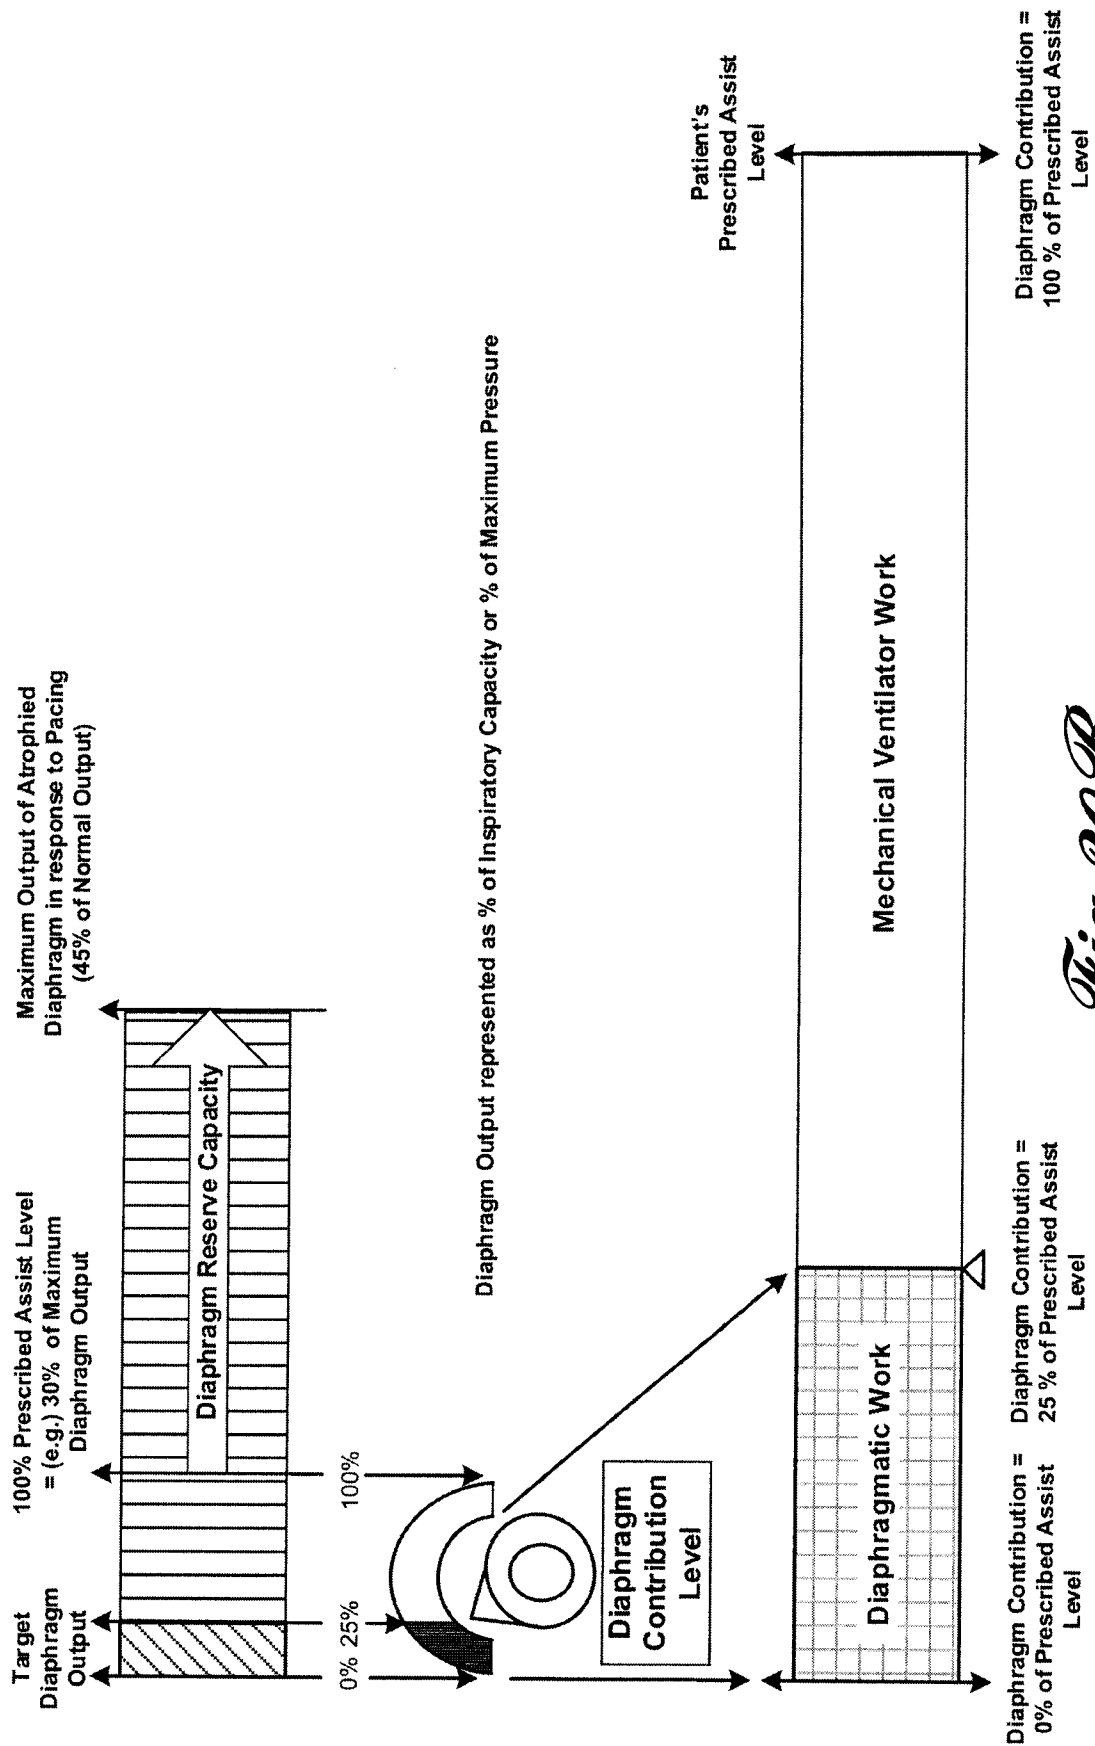 Target
Diaphragm
Output
100% Prescribed Assist Level
= (e.g.) 30% of Maximum
Diaphragm Output
Maximum Output of Atrophied
Diaphragm in response to Pacing
(45% of Normal Output)
Diaphragm Reserve Capacity
0% 25%
100%
Diaphragm Output represented as % of Inspiratory Capacity or % of Maximum Pressure
Diaphragm
Contribution
Level
Patient's
Prescribed Assist
Level
Diaphragmatic Work
Mechanical Ventilator Work
Diaphragm Contribution =
0% of Prescribed Assist
Level
Diaphragm Contribution =
25 % of Prescribed Assist
Level
Diaphragm Contribution =
100 % of Prescribed Assist
Level